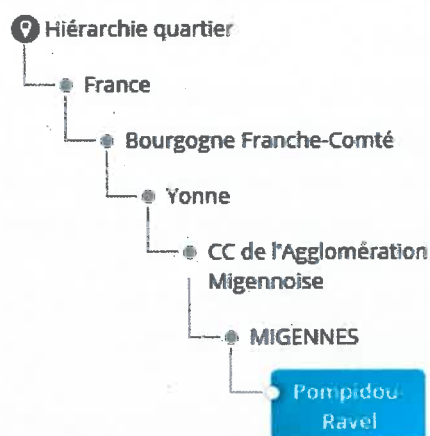 Hiérarchie quartier
France
Bourgogne Franche-Comté
Yonne
CC de l'Agglomération
Migennoise
MIGENNES
Pompidou-
Ravel